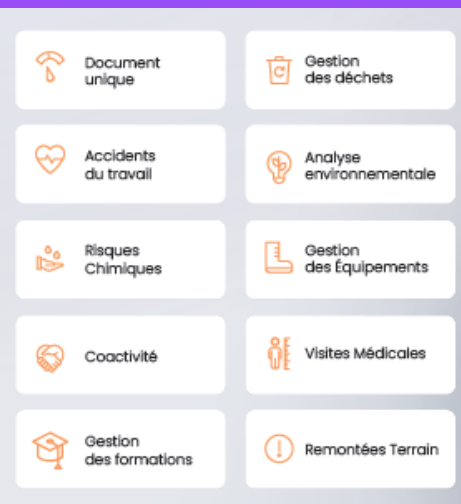 Document
unique
Gestion
des déchets
Accidents
du travail
Analyse
environnementale
Risques
Chimiques
Gestion
des Équipements
Coactivité
Visites Médicales
Gestion
des formations
Remontées Terrain